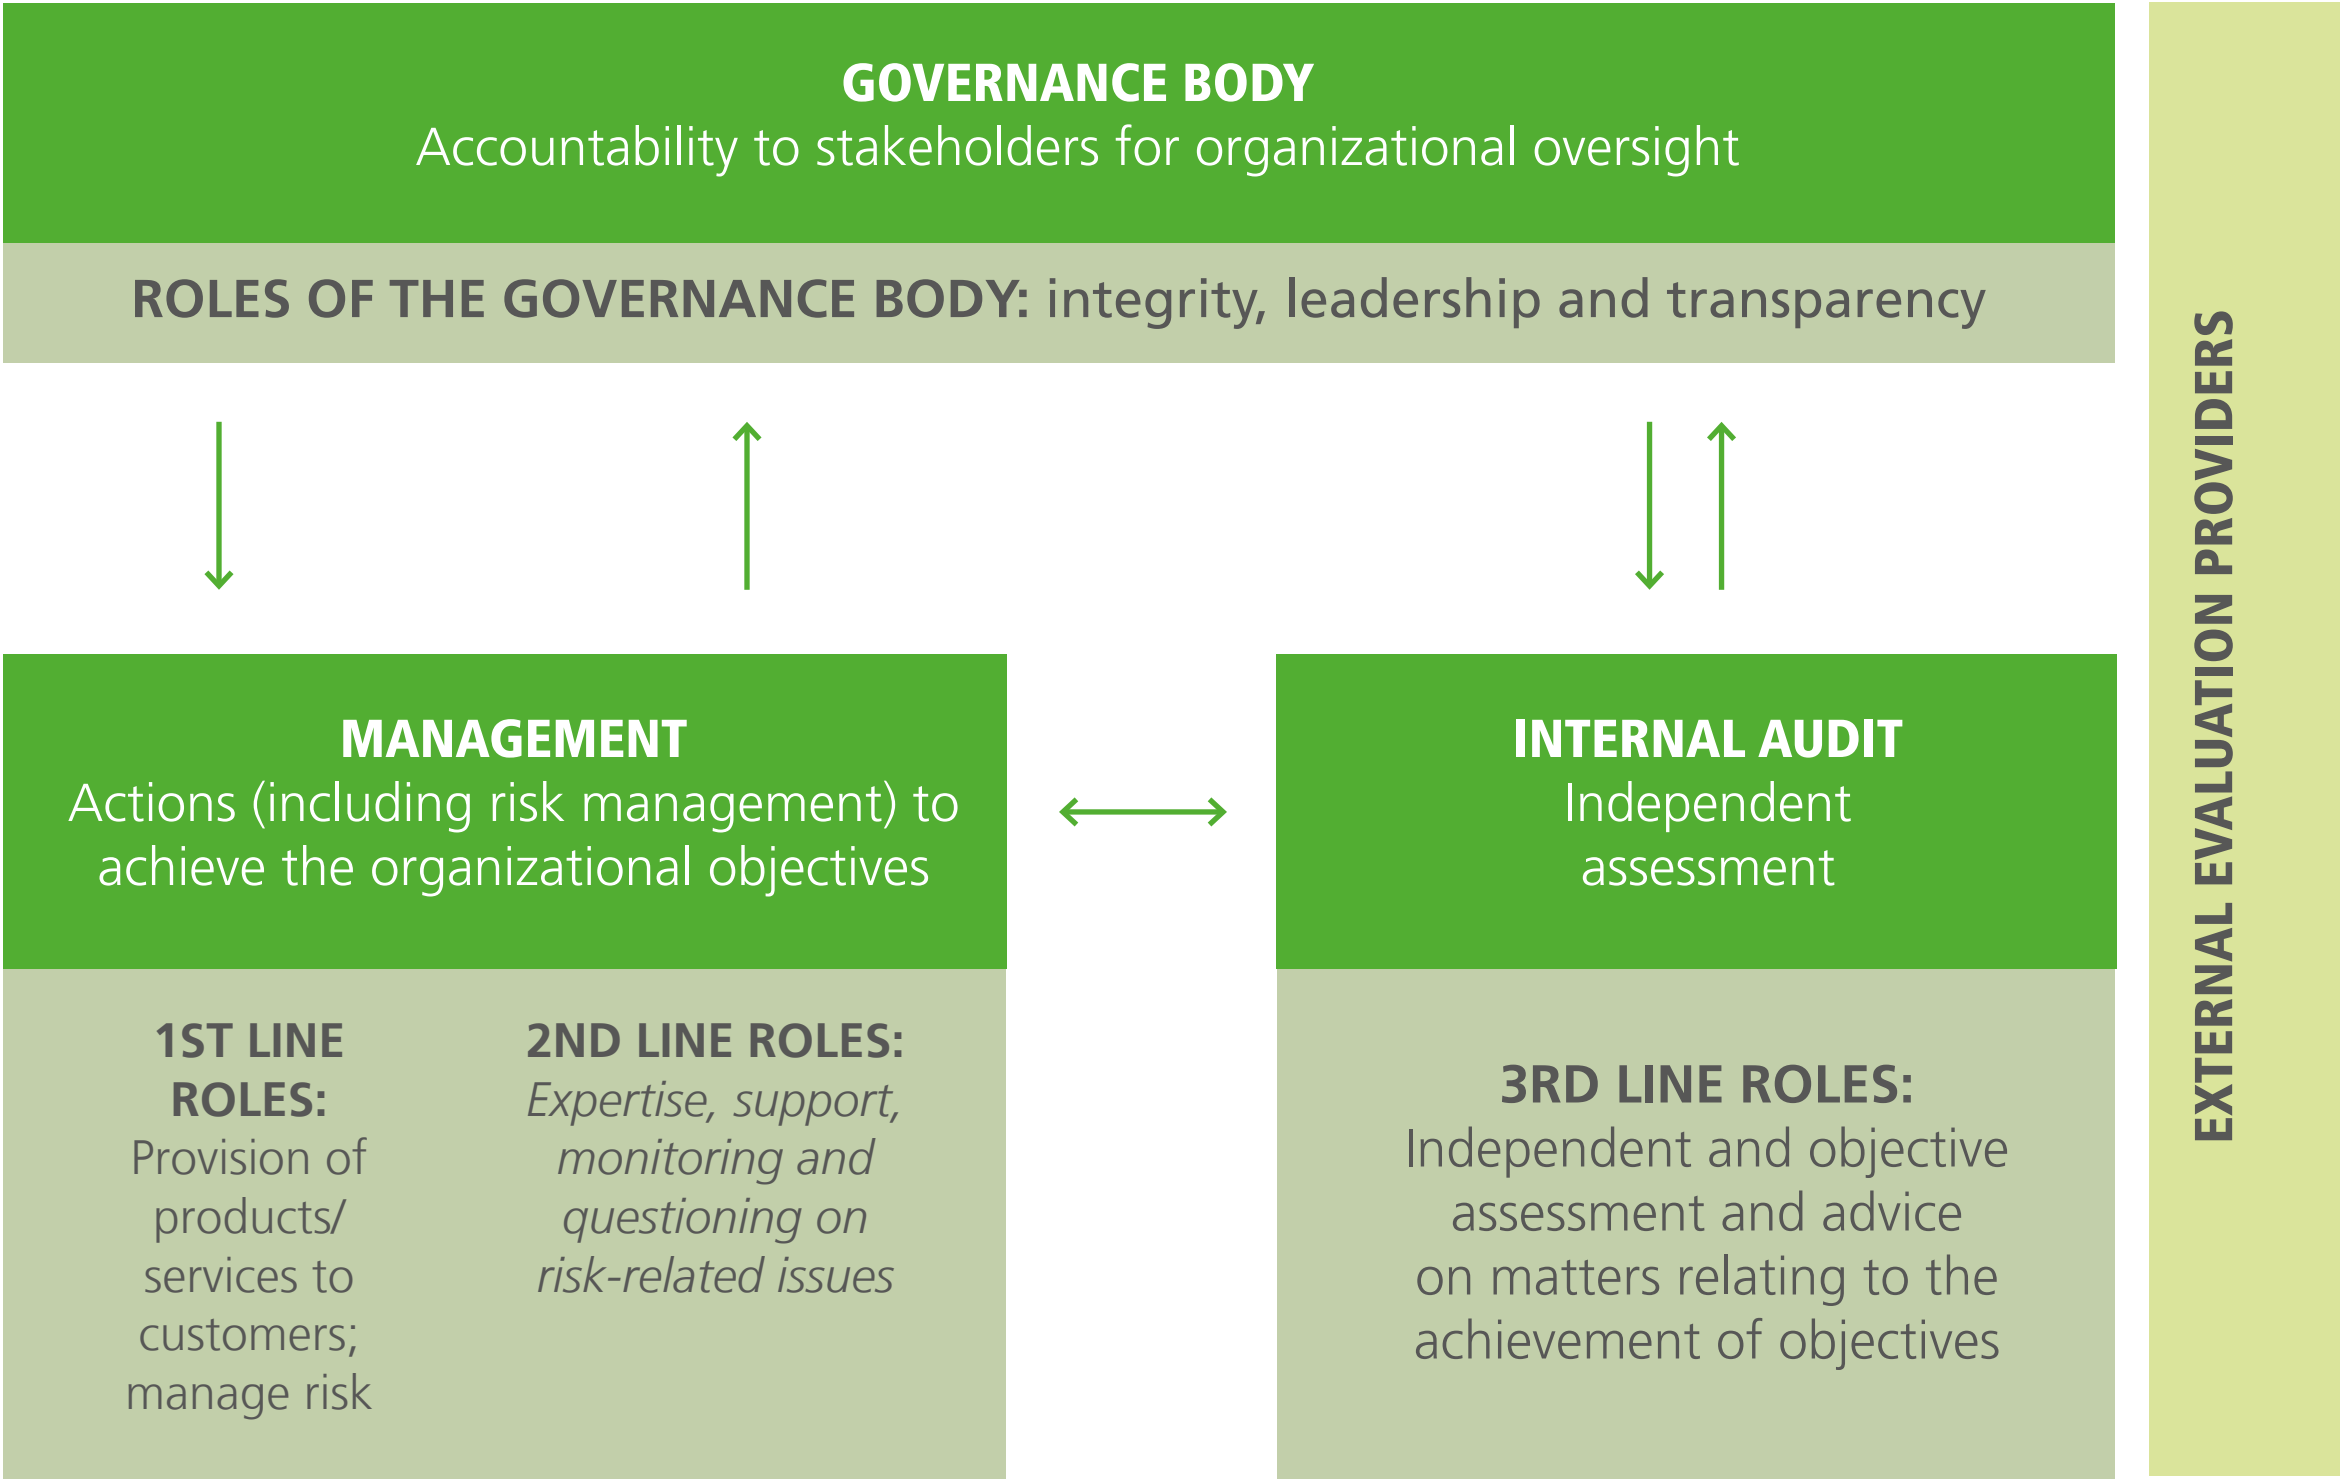 GOVERNANCE BODY
Accountability to stakeholders for organizational oversight
ROLES OF THE GOVERNANCE BODY: integrity, leadership and transparency
MANAGEMENT
Actions (including risk management) to
achieve the organizational objectives
1ST LINE
ROLES:
Provision of
products/
services to
customers;
manage risk
2ND LINE ROLES:
Expertise, support,
monitoring and
questioning on
risk-related issues
INTERNAL AUDIT
Independent
assessment
3RD LINE ROLES:
Independent and objective
assessment and advice
on matters relating to the
achievement of objectives
EXTERNAL EVALUATION PROVIDERS